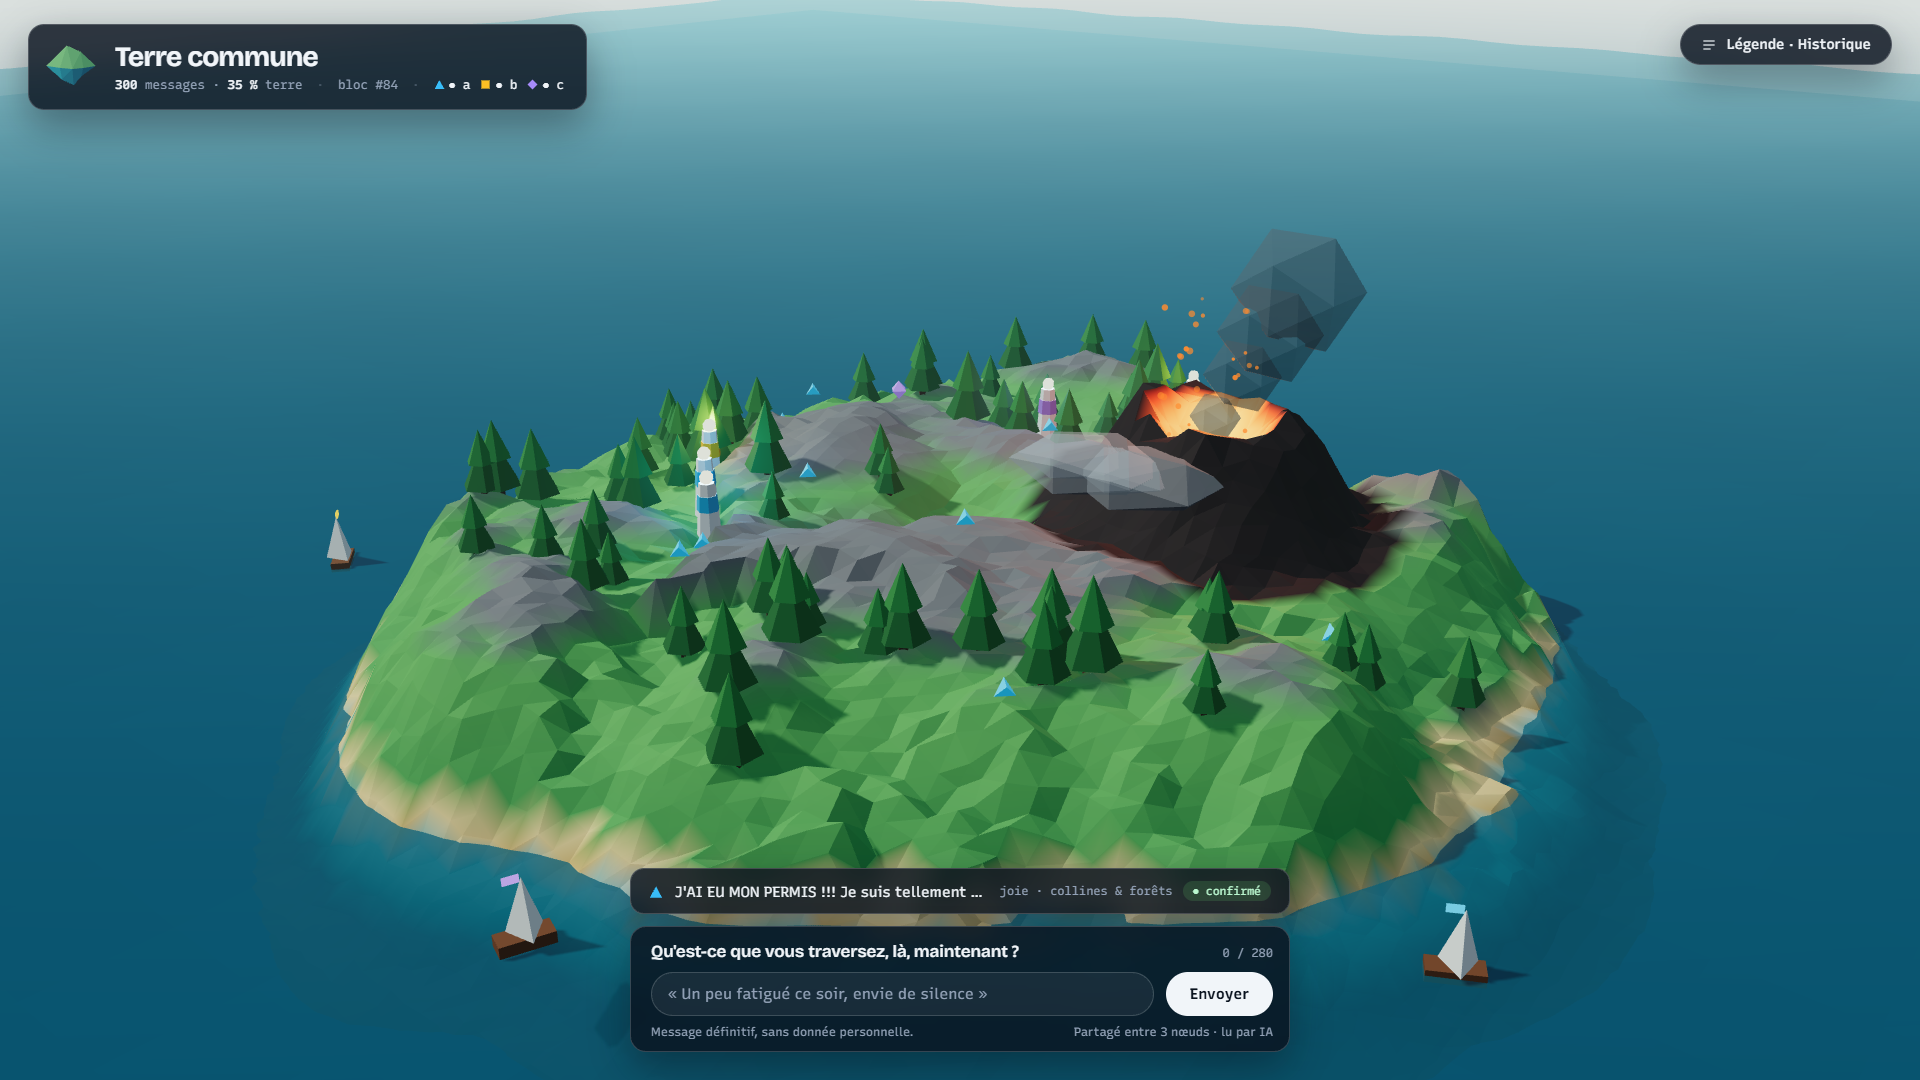 Terre commune
300 messages · 35 % terre · bloc #84 · a b c
Légende · Historique
J'AI EU MON PERMIS !!! Je suis tellement ... joie · collines & forêts confirmé
Qu'est-ce que vous traversez, là, maintenant ? 0 / 280
« Un peu fatigué ce soir, envie de silence » Envoyer
Message définitif, sans donnée personnelle. Partagé entre 3 nœuds · lu par IA